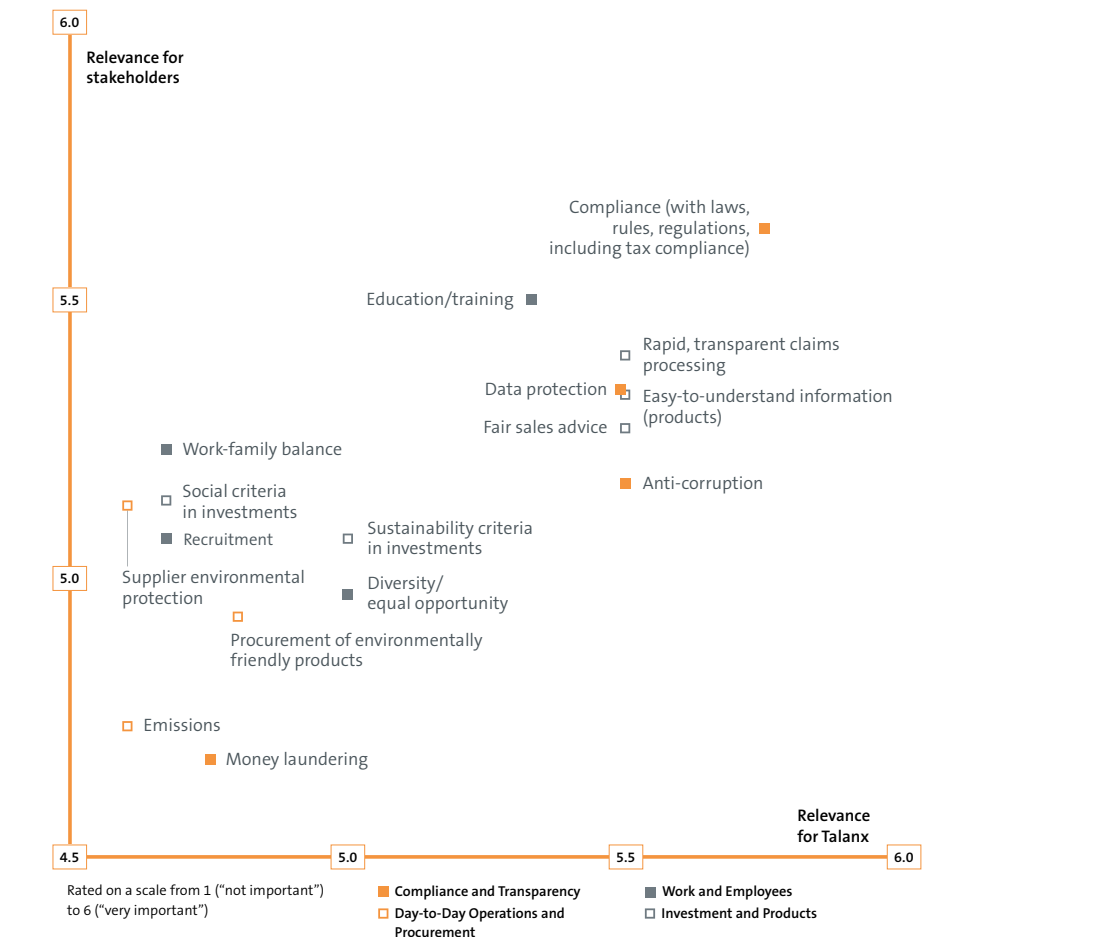 6.0
Relevance for
stakeholders
Compliance (with laws,
rules, regulations,
including tax compliance)
5.5
Education/training
Rapid, transparent claims
processing
Data protection
Easy-to-understand information
(products)
Fair sales advice
Work-family balance
Anti-corruption
Social criteria
in investments
Recruitment
Sustainability criteria
in investments
5.0
Supplier environmental
protection
Diversity/
equal opportunity
Procurement of environmentally
friendly products
Emissions
Money laundering
Relevance
for Talanx
4.5
5.0
5.5
6.0
Rated on a scale from 1 (“not important”)
to 6 (“very important”)
Compliance and Transparency
Day-to-Day Operations and
Procurement
Work and Employees
Investment and Products